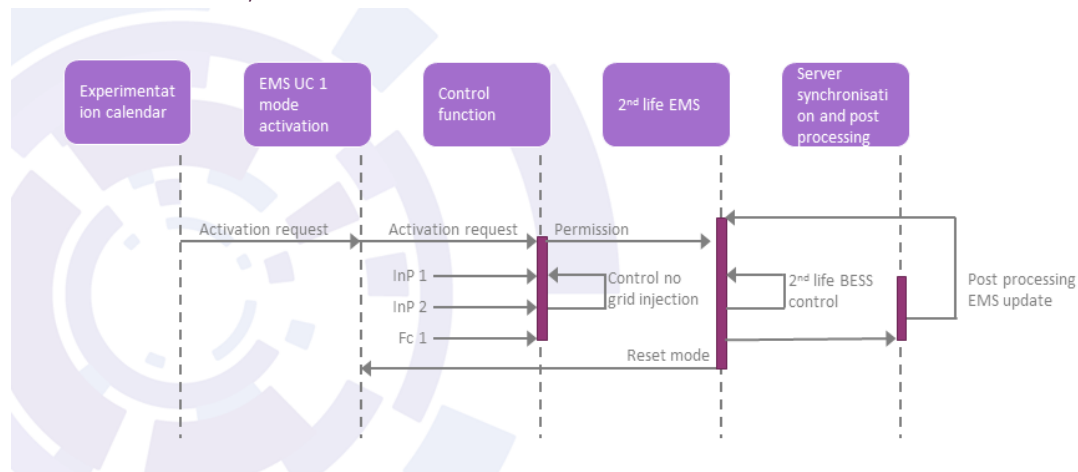 Experimentat
ion calendar
EMS UC 1
mode
activation
Control
function
2nd life EMS
Server
synchronisati
on and post
processing
Activation request
Activation request
Permission
InP 1
Control no
grid injection
InP 2
2nd life BESS
control
Post processing
EMS update
Fc 1
Reset mode